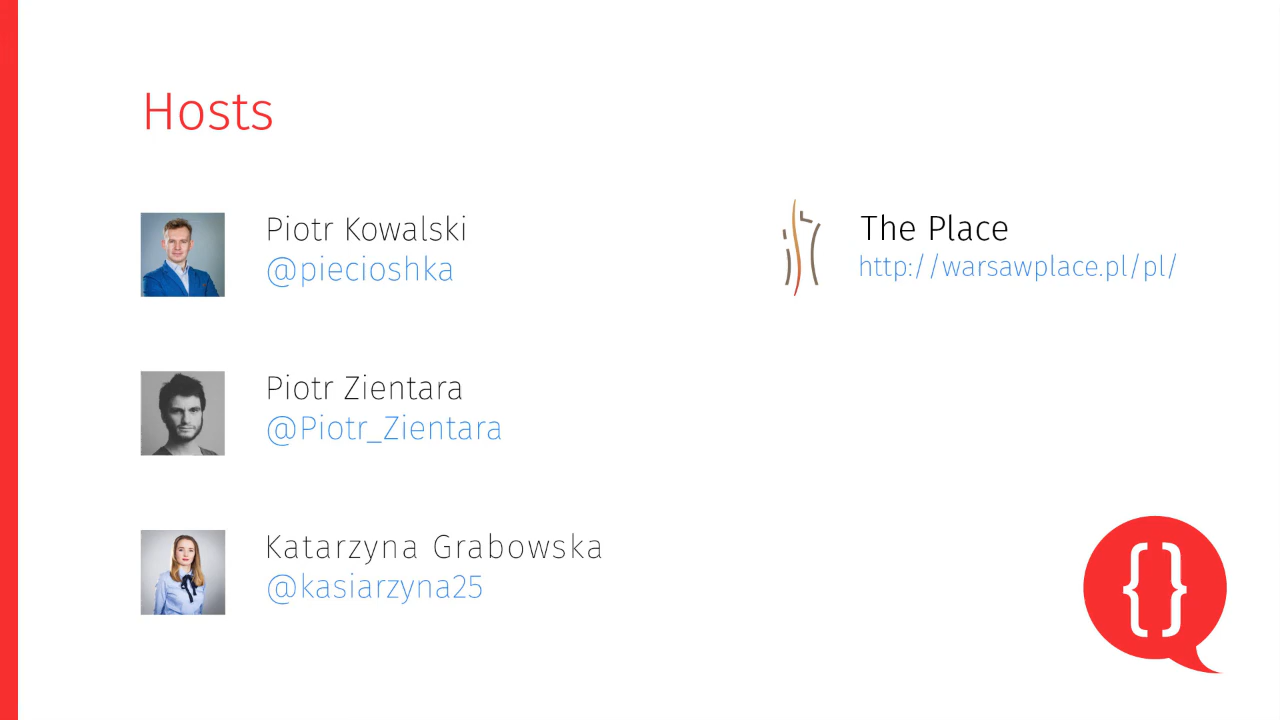 Hosts
Piotr Kowalski
@piecioshka
Piotr Zientara
@Piotr_Zientara
Katarzyna Grabowska
@kasiarzyna25
The Place
http://warsawplace.pl/pl/
{}